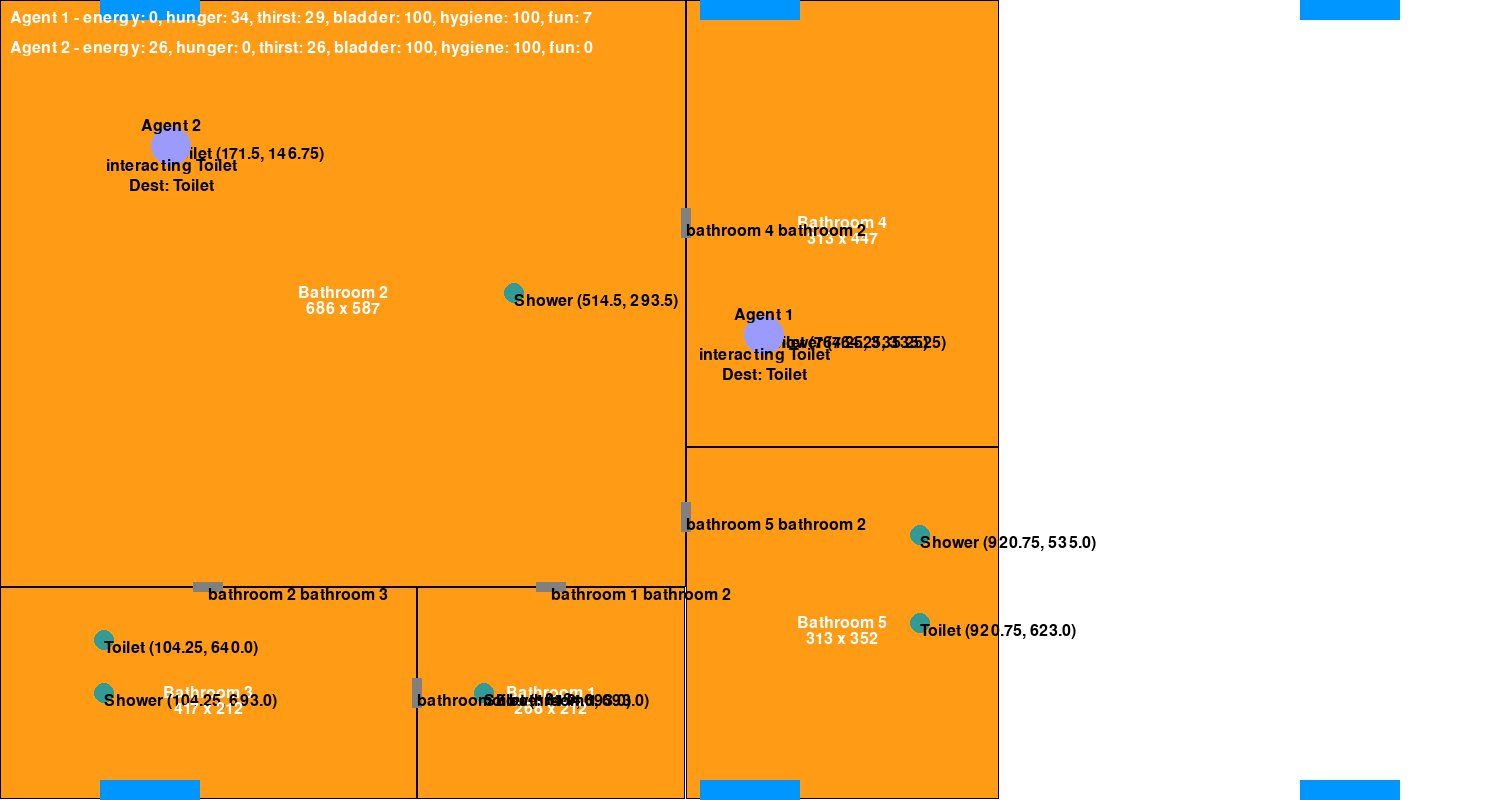 Agent 1 - energy: 0, hunger: 34, thirst: 29, bladder: 100, hygiene: 100, fun: 7
Agent 2 - energy: 26, hunger: 0, thirst: 26, bladder: 100, hygiene: 100, fun: 0
Agent 2
ilet (171.5, 146.75)
interacting Toilet
Dest: Toilet
Bathroom 4
313 x 447
bathroom 4 bathroom 2
Bathroom 2
686 x 587
Shower (514.5, 293.5)
Agent 1
interacting Toilet
Dest: Toilet
bathroom 5 bathroom 2
Shower (920.75, 535.0)
bathroom 2 bathroom 3
bathroom 1 bathroom 2
Bathroom 5
313 x 352
Toilet (920.75, 623.0)
Toilet (104.25, 640.0)
Bathroom 3
417 x 212
Shower (104.25, 693.0)
Bathroom 1
212